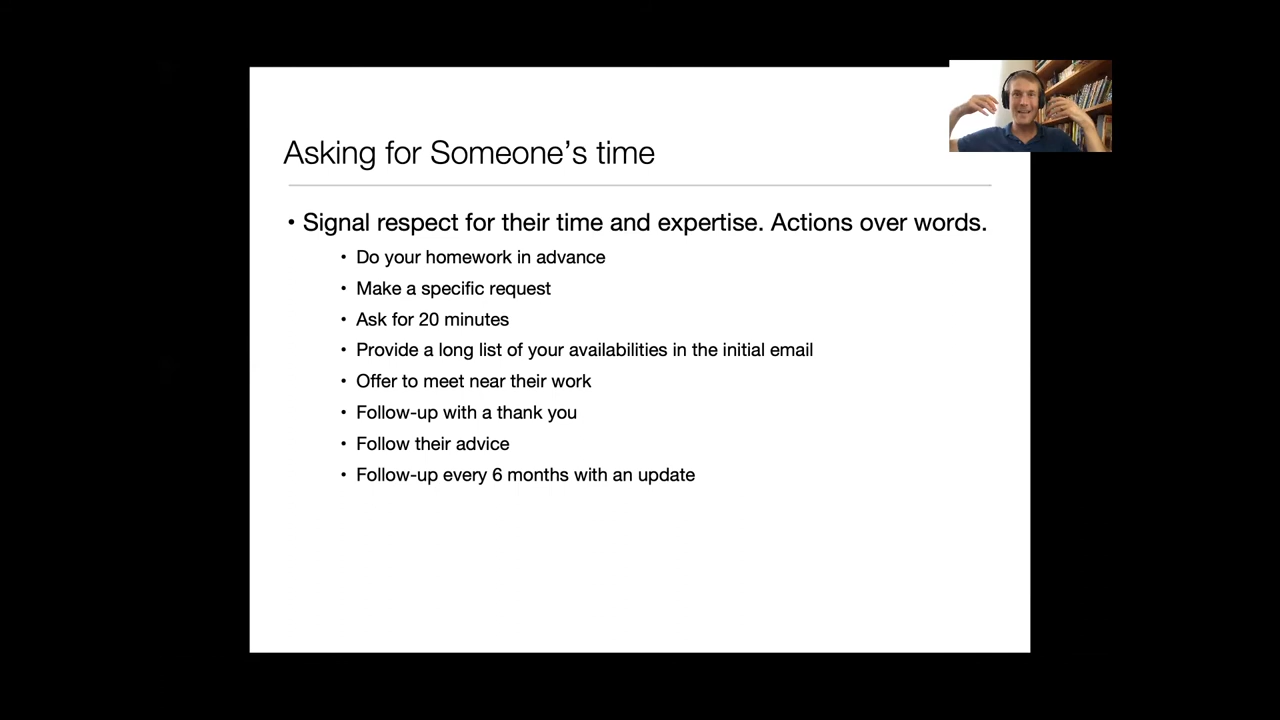 Asking for Someone’s time
• Signal respect for their time and expertise. Actions over words.
• Do your homework in advance
• Make a specific request
• Ask for 20 minutes
• Provide a long list of your availabilities in the initial email
• Offer to meet near their work
• Follow-up with a thank you
• Follow their advice
• Follow-up every 6 months with an update